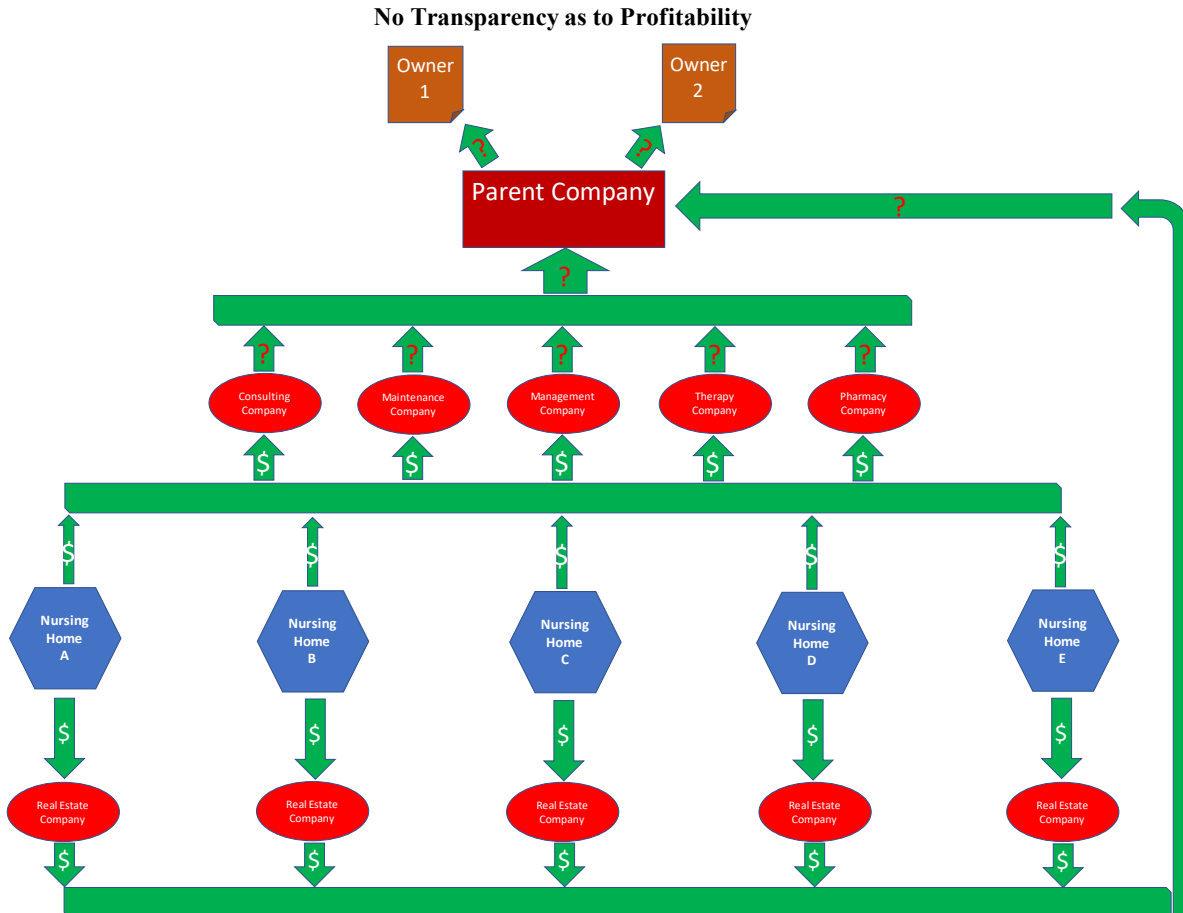 No Transparency as to Profitability
Owner
1
Owner
2
?
?
Parent Company
?
?
?
?
?
?
?
Consulting
Company
Maintenance
Company
Management
Company
Therapy
Company
Pharmacy
Company
$
$
$
$
$
$
$
$
$
$
Nursing
Home
A
Nursing
Home
B
Nursing
Home
C
Nursing
Home
D
Nursing
Home
E
$
$
$
$
$
Real Estate
Company
Real Estate
Company
Real Estate
Company
Real Estate
Company
Real Estate
Company
$
$
$
$
$